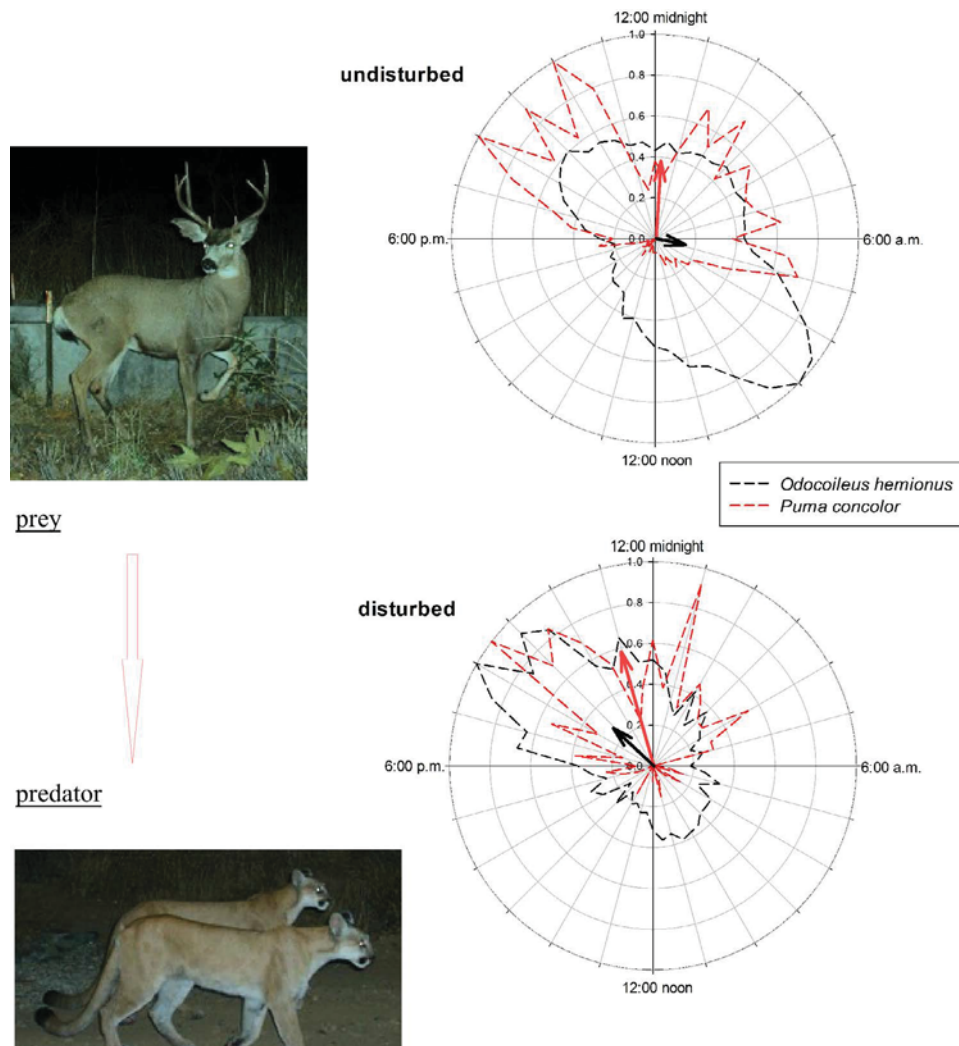 12:00 midnight
1.0
undisturbed
0.8
0.6
0.4
0.2
6:00 p.m.
0.0
6:00 a.m.
12:00 noon
Odocoileus hemionus
Puma concolor
prey
12:00 midnight
1.0
disturbed
0.8
0.6
0.4
0.2
6:00 p.m.
0.0
6:00 a.m.
predator
12:00 noon